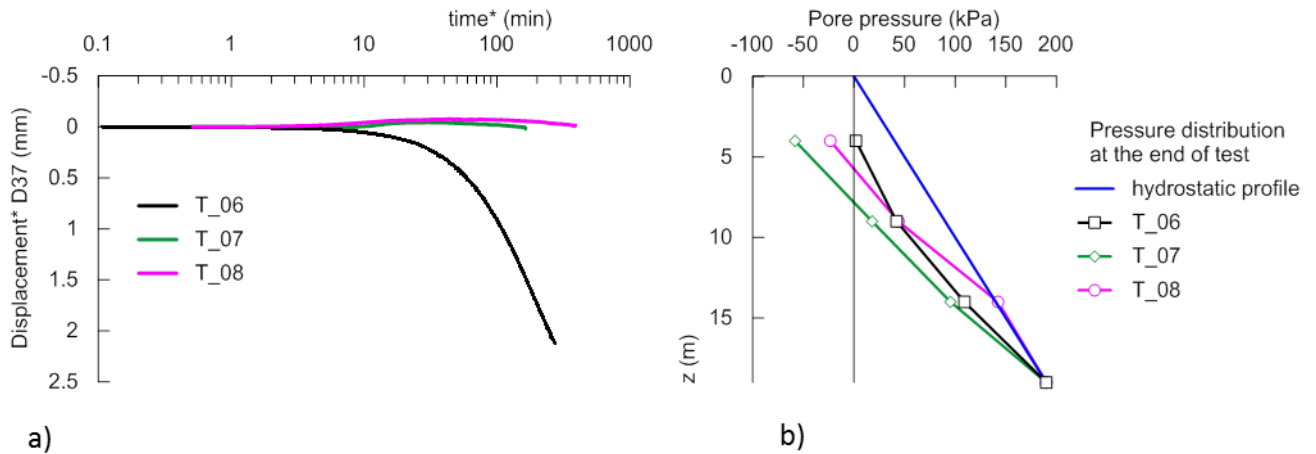 time* (min)
0.1 1 10 100 1000
Displacement* D37 (mm)
-0.5
0
0.5
1
1.5
2
2.5
T_06
T_07
T_08
a)
Pore pressure (kPa)
-100 -50 0 50 100 150 200
z (m)
0
5
10
15
Pressure distribution
at the end of test
hydrostatic profile
T_06
T_07
T_08
b)